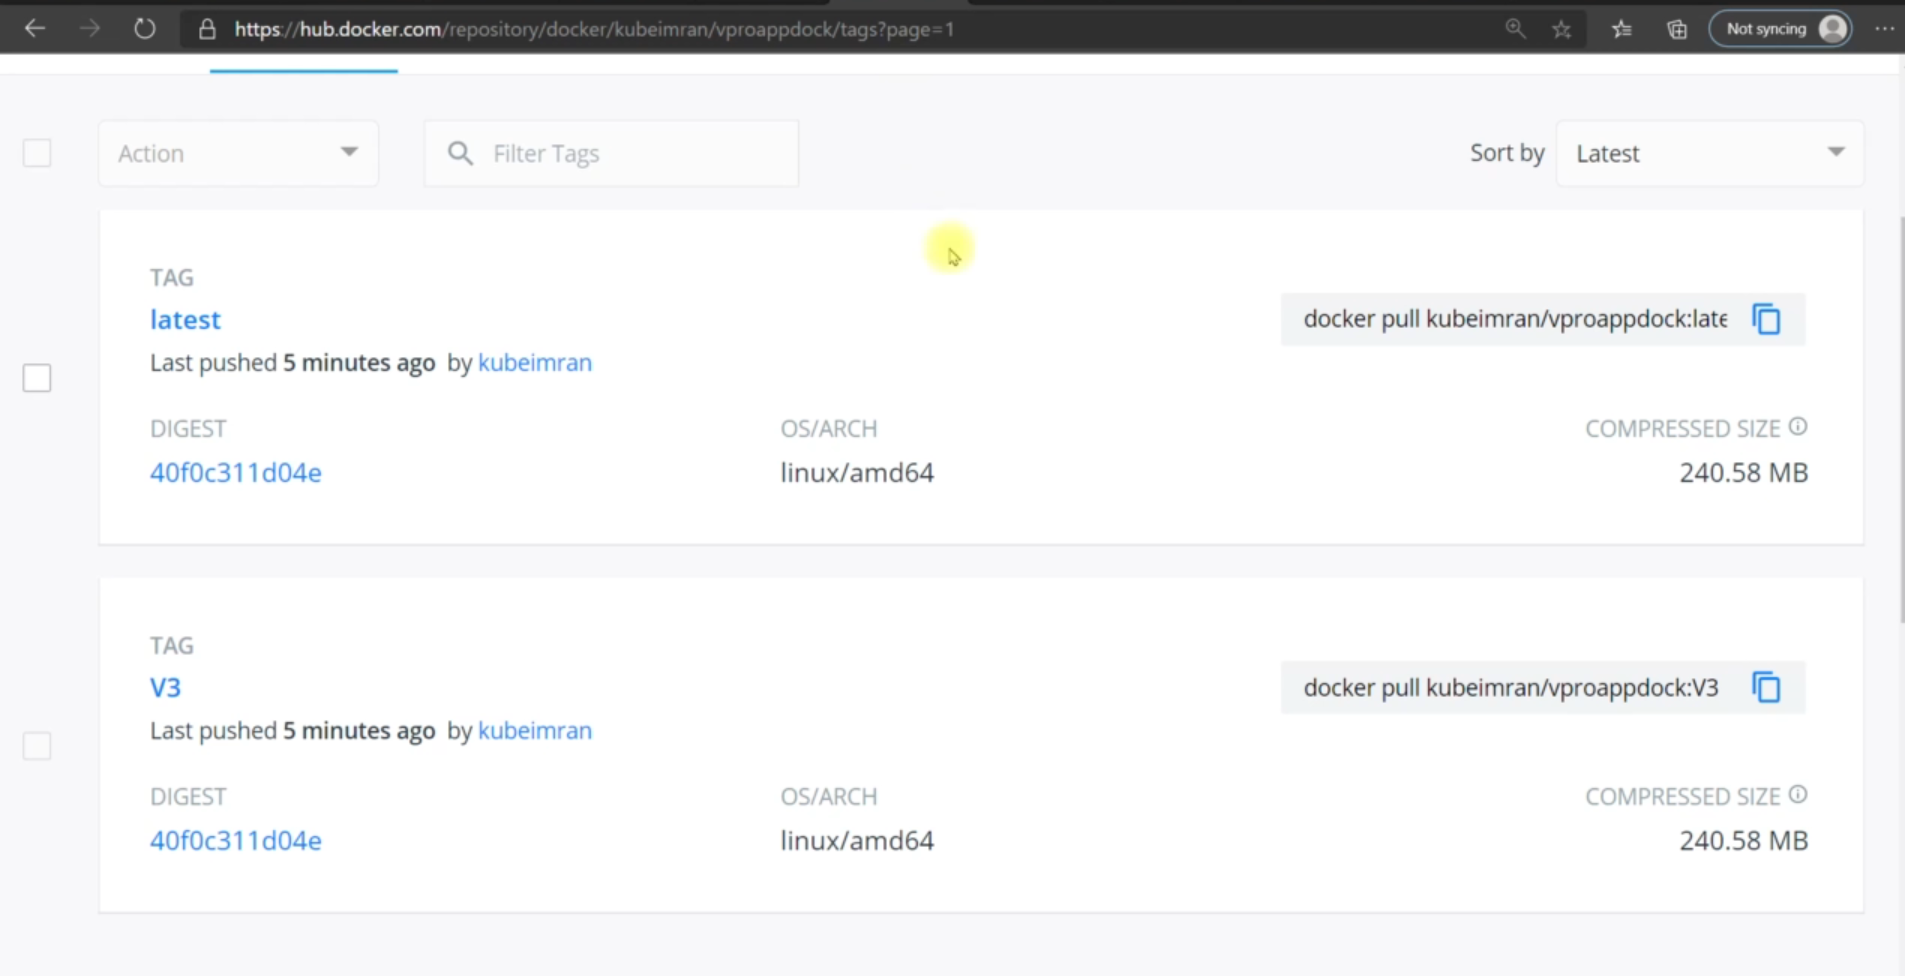 https://hub.docker.com/repository/docker/kubeimran/vproappdock/tags?page=1
Not syncing
Action
Filter Tags
Sort by
Latest
TAG
latest
docker pull kubeimran/vproappdock:late
Last pushed 5 minutes ago by kubeimran
DIGEST
OS/ARCH
COMPRESSED SIZE
40f0c311d04e
linux/amd64
240.58 MB
TAG
V3
docker pull kubeimran/vproappdock:V3
Last pushed 5 minutes ago by kubeimran
DIGEST
OS/ARCH
COMPRESSED SIZE
40f0c311d04e
linux/amd64
240.58 MB